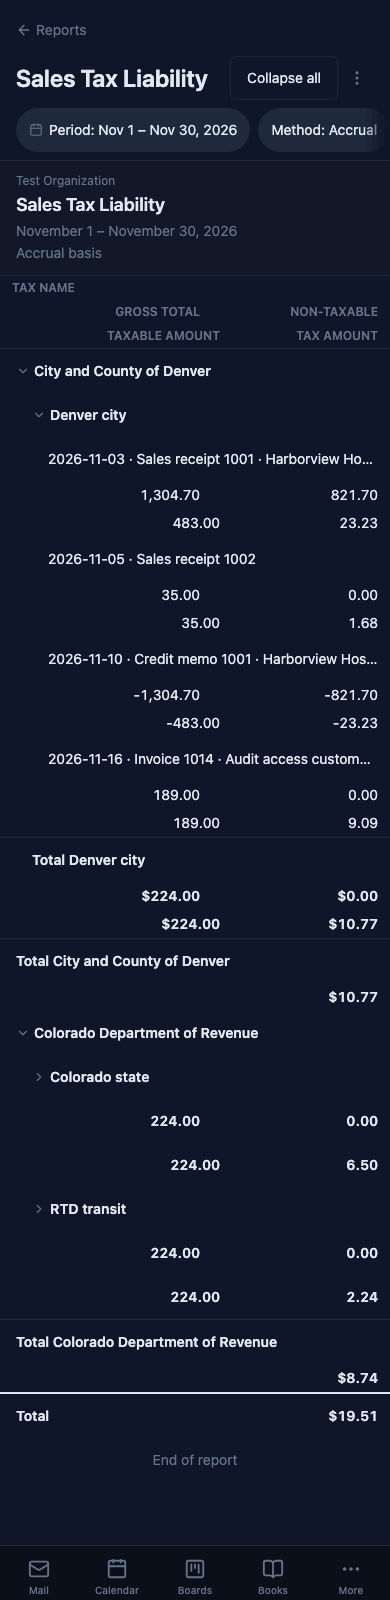 Reports
Sales Tax Liability
Collapse all
Period: Nov 1 – Nov 30, 2026
Method: Accrual
Test Organization
Sales Tax Liability
November 1 – November 30, 2026
Accrual basis
TAX NAME
GROSS TOTAL NON-TAXABLE
TAXABLE AMOUNT TAX AMOUNT
City and County of Denver
Denver city
2026-11-03 · Sales receipt 1001 · Harborview Ho...
1,304.70 821.70
483.00 23.23
2026-11-05 · Sales receipt 1002
35.00 0.00
35.00 1.68
2026-11-10 · Credit memo 1001 · Harborview Hos...
-1,304.70 -821.70
-483.00 -23.23
2026-11-16 · Invoice 1014 · Audit access custom...
189.00 0.00
189.00 9.09
Total Denver city
$224.00 $0.00
$224.00 $10.77
Total City and County of Denver
$10.77
Colorado Department of Revenue
Colorado state
224.00 0.00
224.00 6.50
RTD transit
224.00 0.00
224.00 2.24
Total Colorado Department of Revenue
$8.74
Total $19.51
End of report
Mail Calendar Boards Books More